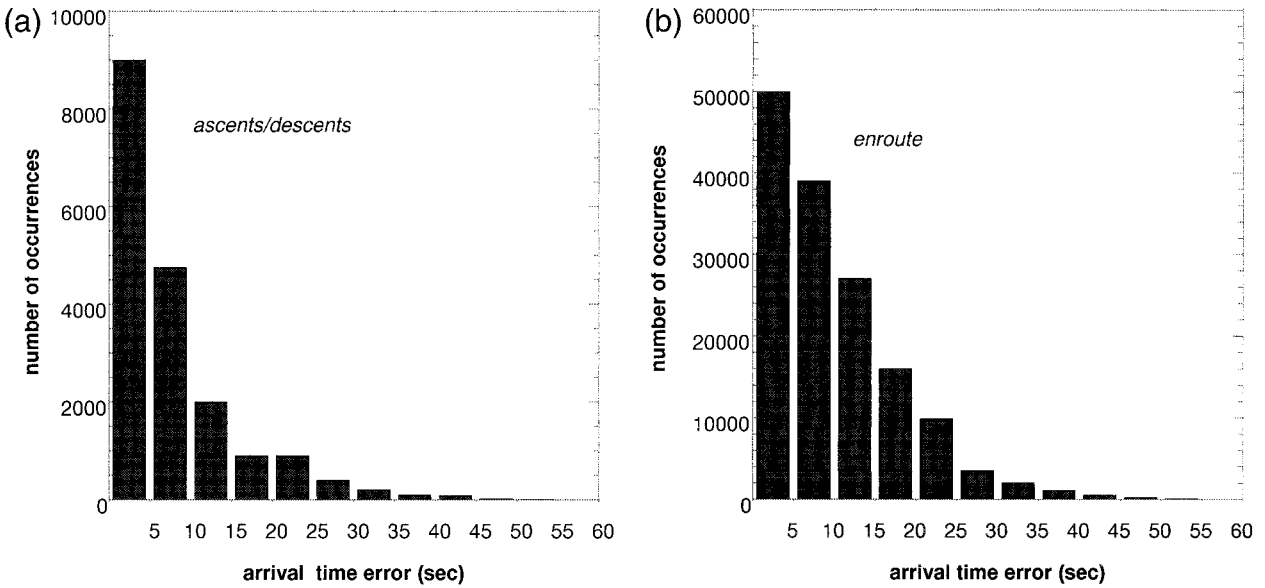 (a)
10000
8000
6000
4000
2000
0
number of occurrences
ascents/descents
5 10 15 20 25 30 35 40 45 50 55 60
arrival time error (sec)
(b)
60000
50000
40000
30000
20000
10000
0
number of occurrences
enroute
5 10 15 20 25 30 35 40 45 50 55 60
arrival time error (sec)